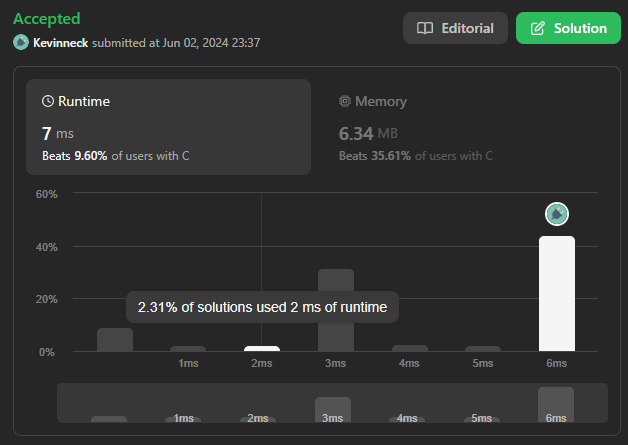 Accepted
Kevinneck submitted at Jun 02, 2024 23:37
Editorial
Solution
Runtime
7 ms
Beats 9.60% of users with C
Memory
6.34 MB
Beats 35.61% of users with C
60%
40%
20%
0%
2.31% of solutions used 2 ms of runtime
1ms 2ms 3ms 4ms 5ms 6ms
1ms 2ms 3ms 4ms 5ms 6ms